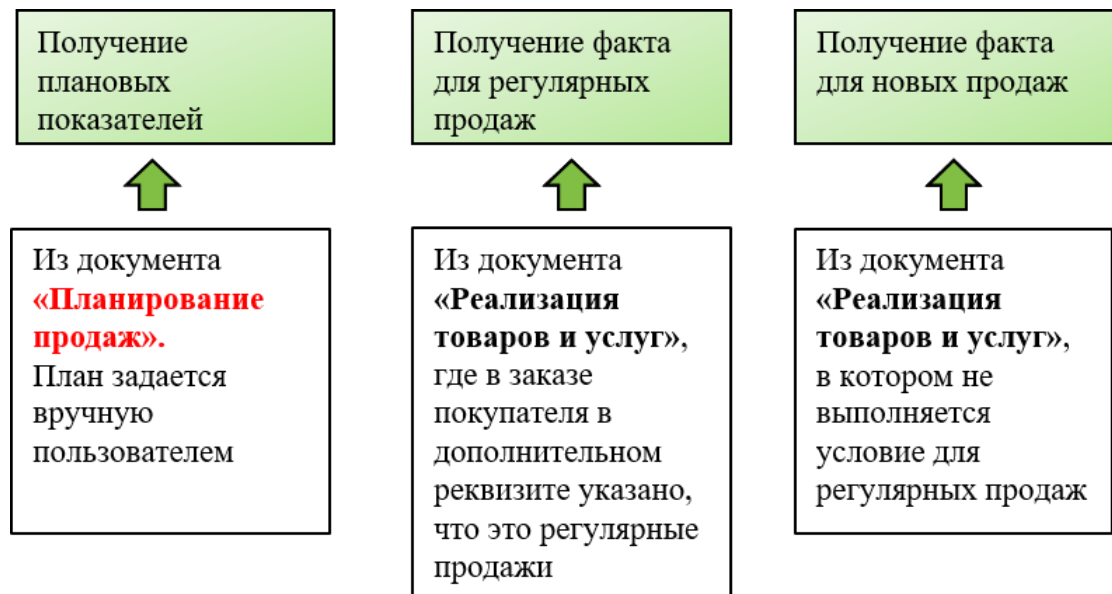 Получение
плановых
показателей
Получение факта
для регулярных
продаж
Получение факта
для новых продаж
Из документа
«Планирование
продаж».
План задается
вручную
пользователем
Из документа
«Реализация
товаров и услуг»,
где в заказе
покупателя в
дополнительном
реквизите указано,
что это регулярные
продажи
Из документа
«Реализация
товаров и услуг»,
в котором не
выполняется
условие для
регулярных продаж